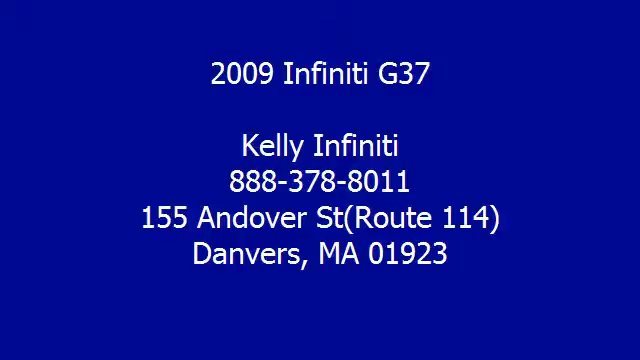 2009 Infiniti G37
Kelly Infiniti
888-378-8011
155 Andover St(Route 114)
Danvers, MA 01923